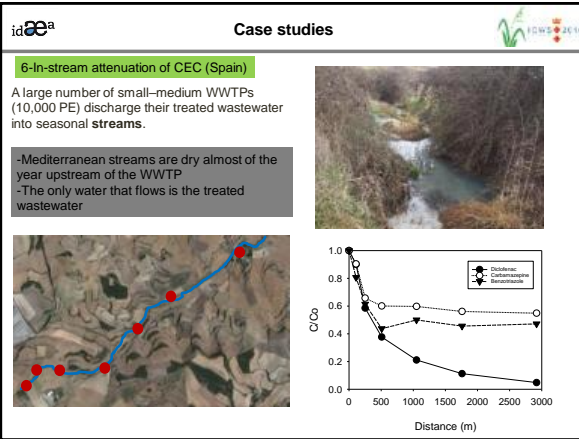 idæa
Case studies
IGWS 2016
6-In-stream attenuation of CEC (Spain)
A large number of small–medium WWTPs
(10,000 PE) discharge their treated wastewater
into seasonal streams.
-Mediterranean streams are dry almost of the
year upstream of the WWTP
-The only water that flows is the treated
wastewater
1.0
0.8
0.6
0.4
0.2
0.0
C/Co
Diclofenac
Carbamazepine
Benzotriazole
0 500 1000 1500 2000 2500 3000
Distance (m)